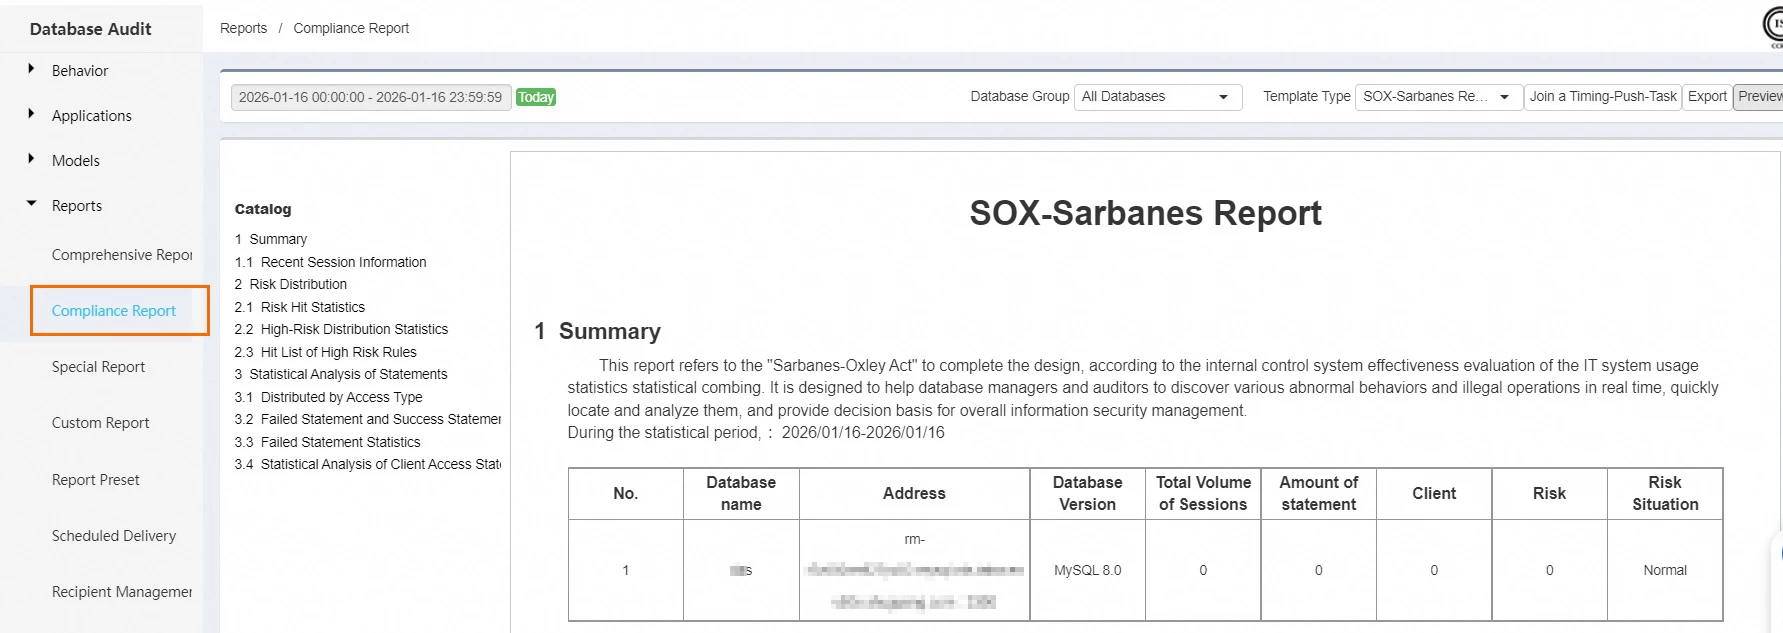 Database Audit
Reports / Compliance Report
Behavior
Applications
Models
Reports
Comprehensive Repor
Compliance Report
Special Report
Custom Report
Report Preset
Scheduled Delivery
Recipient Managemer
2026-01-16 00:00:00 - 2026-01-16 23:59:59 Today
Database Group All Databases Template Type SOX-Sarbanes Re... Join a Timing-Push-Task Export Preview
Catalog
1 Summary
1.1 Recent Session Information
2 Risk Distribution
2.1 Risk Hit Statistics
2.2 High-Risk Distribution Statistics
2.3 Hit List of High Risk Rules
3 Statistical Analysis of Statements
3.1 Distributed by Access Type
3.2 Failed Statement and Success Statemer
3.3 Failed Statement Statistics
3.4 Statistical Analysis of Client Access Stat
SOX-Sarbanes Report
1 Summary
This report refers to the "Sarbanes-Oxley Act" to complete the design, according to the internal control system effectiveness evaluation of the IT system usage
statistics statistical combing. It is designed to help database managers and auditors to discover various abnormal behaviors and illegal operations in real time, quickly
locate and analyze them, and provide decision basis for overall information security management.
During the statistical period, : 2026/01/16-2026/01/16
No. Database name Address Database Version Total Volume of Sessions Amount of statement Client Risk Risk Situation
rm-
1 MySQL 8.0 0 0 0 0 Normal